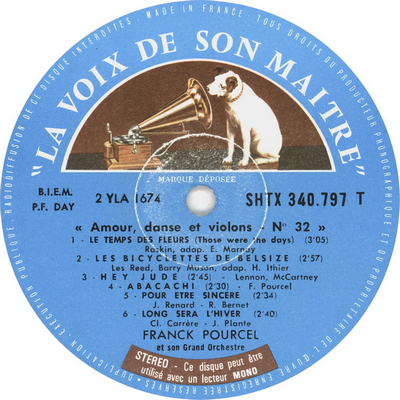 MADE IN FRANCE · TOUS DROITS DU PRODUCTEUR PHONOGRAPHIQUE ET DU PROPRIÉTAIRE DE L'ŒUVRE ENREGISTRÉE RÉSERVÉS · DUPLICATION · EXÉCUTION PUBLIQUE · RADIODIFFUSION DE CE DISQUE INTERDITES
"LA VOIX DE SON MAITRE"
MARQUE DÉPOSÉE
B.I.E.M.
P.F. DAY
2 YLA 1674
SHTX 340.797 T
« Amour, danse et violons - N° 32 »
1 - LE TEMPS DES FLEURS (Those were the days) (3'05)
Raskin, adap. E. Marnay
2 - LES BICYCLETTES DE BELSIZE (2'57)
Les Reed, Barry Mason, adap. H. Ithier
3 - HEY JUDE (2'45) - Lennon, McCartney
4 - ABACACHI (2'30) - F. Pourcel
5 - POUR ETRE SINCERE (2'34)
J. Renard - R. Bernet
6 - LONG SERA L'HIVER (2'40)
Cl. Carrère - J. Plante
FRANCK POURCEL
et son Grand Orchestre
STEREO - Ce disque peut être
utilisé avec un lecteur MONO